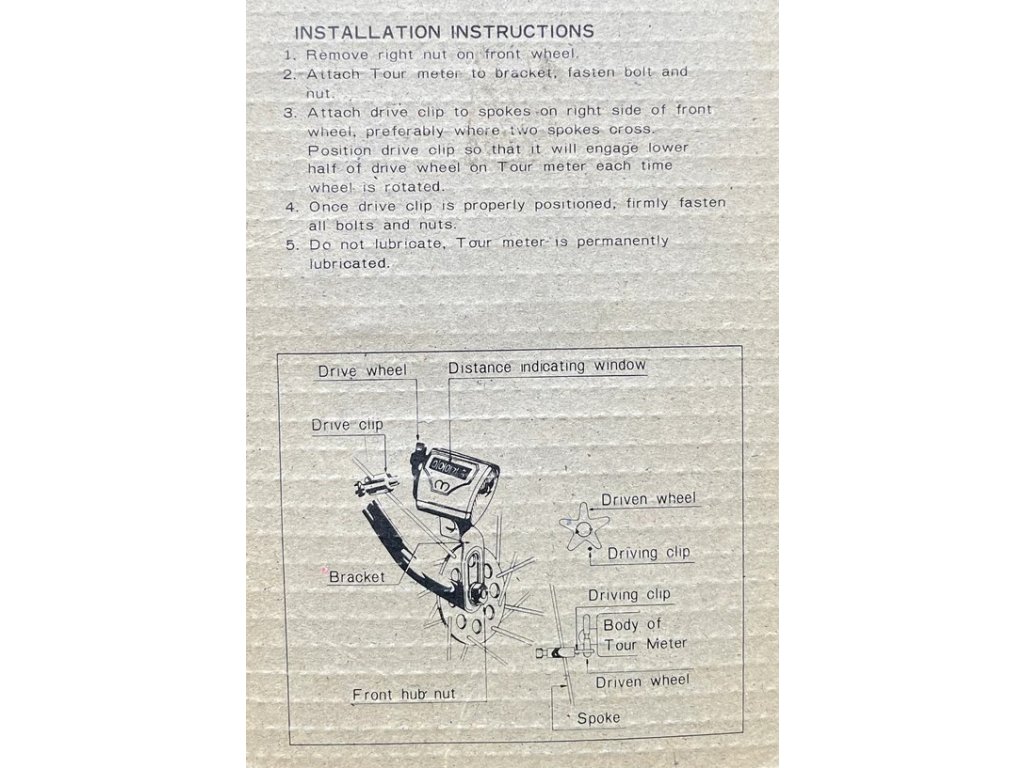 INSTALLATION INSTRUCTIONS
1. Remove right nut on front wheel.
2. Attach Tour meter to bracket, fasten bolt and
nut.
3. Attach drive clip to spokes on right side of front
wheel, preferably where two spokes cross.
Position drive clip so that it will engage lower
half of drive wheel on Tour meter each time
wheel is rotated.
4. Once drive clip is properly positioned, firmly fasten
all bolts and nuts.
5. Do not lubricate, Tour meter is permanently
lubricated.
Drive wheel
Distance indicating window
Drive clip
Driven wheel
Driving clip
Bracket
Driving clip
Body of
Tour Meter
Driven wheel
Front hub nut
Spoke